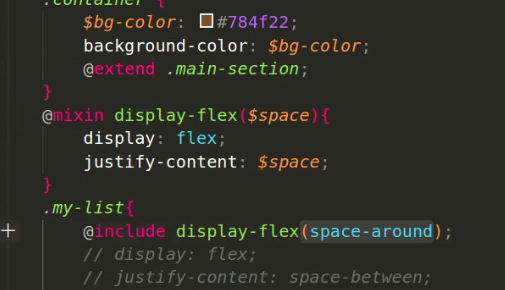 .container {
$bg-color: #784f22;
background-color: $bg-color;
@extend .main-section;
}
@mixin display-flex($space){
display: flex;
justify-content: $space;
}
.my-list{
@include display-flex(space-around);
// display: flex;
// justify-content: space-between;